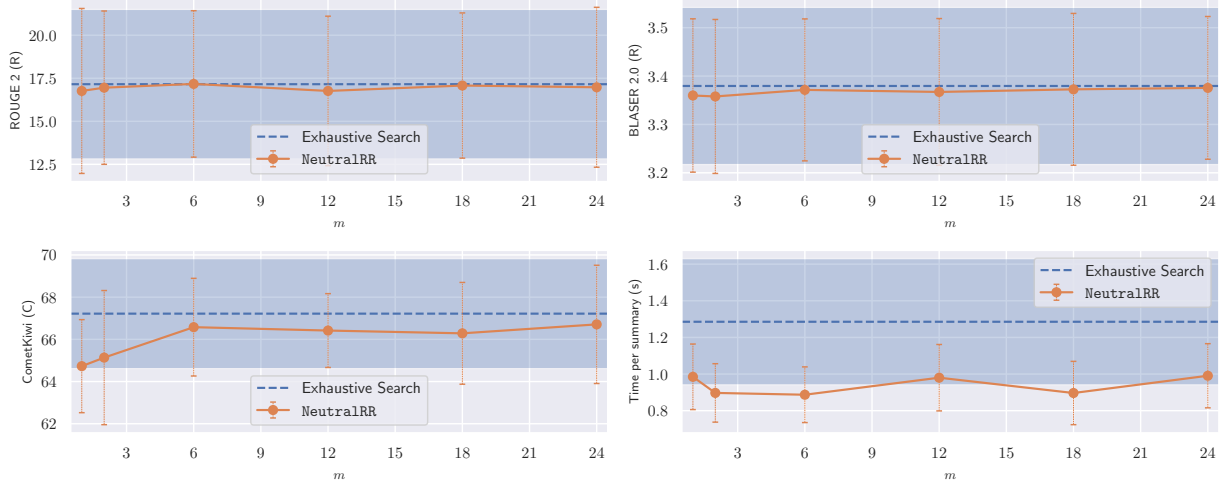 ROUGE 2 (R)
20.0
17.5
15.0
12.5
Exhaustive Search
NeutralRR
3 6 9 12 15 18 21 24
m
BLASER 2.0 (R)
3.5
3.4
3.3
3.2
Exhaustive Search
NeutralRR
3 6 9 12 15 18 21 24
m
CometKiwi (C)
70
68
66
64
62
Exhaustive Search
NeutralRR
3 6 9 12 15 18 21 24
m
Time per summary (s)
1.6
1.4
1.2
1.0
0.8
Exhaustive Search
NeutralRR
3 6 9 12 15 18 21 24
m